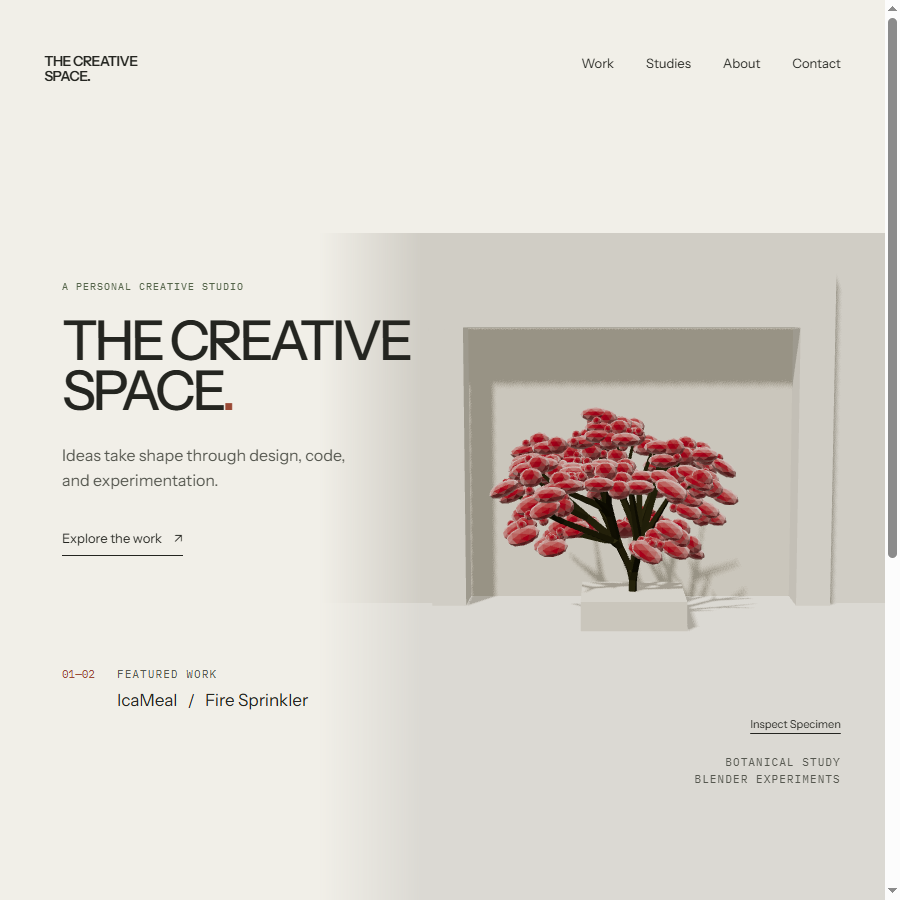 THE CREATIVE
SPACE.
Work Studies About Contact
A PERSONAL CREATIVE STUDIO
THE CREATIVE
SPACE.
Ideas take shape through design, code,
and experimentation.
Explore the work ↗
01—02 FEATURED WORK
IcaMeal / Fire Sprinkler
Inspect Specimen
BOTANICAL STUDY
BLENDER EXPERIMENTS